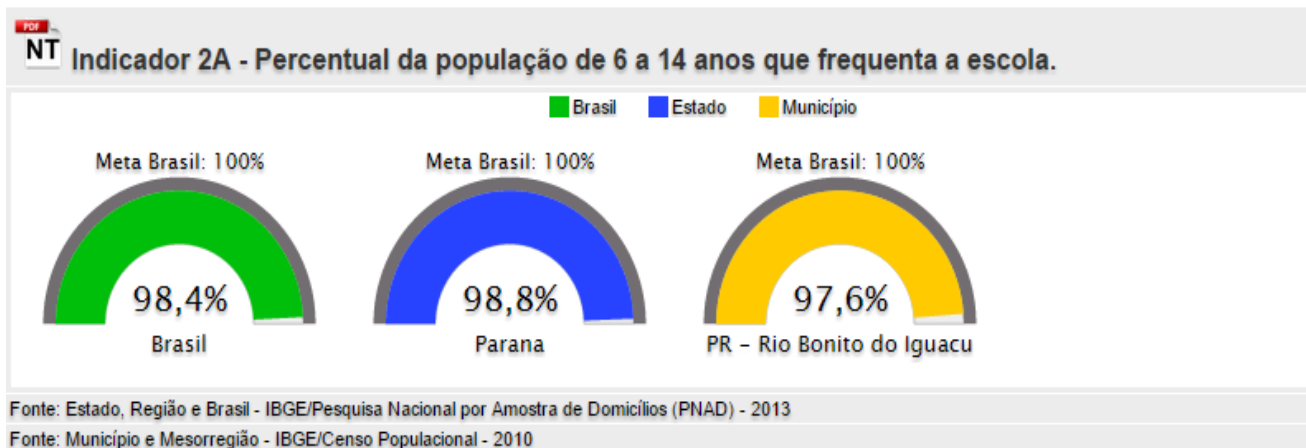 PDF
NT
Indicador 2A - Percentual da população de 6 a 14 anos que frequenta a escola.
Brasil Estado Município
Meta Brasil: 100% Meta Brasil: 100% Meta Brasil: 100%
98,4% 98,8% 97,6%
Brasil Parana PR – Rio Bonito do Iguacu
Fonte: Estado, Região e Brasil - IBGE/Pesquisa Nacional por Amostra de Domicílios (PNAD) - 2013
Fonte: Município e Mesorregião - IBGE/Censo Populacional - 2010